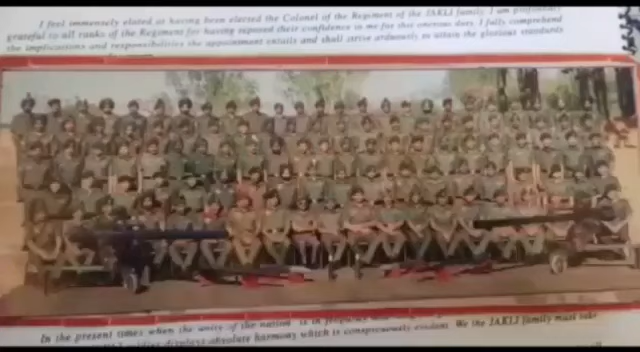 I feel immensely elated at having been elected the Colonel of the Regiment of the JAKLI family. I am profoundly
grateful to all ranks of the Regiment for having reposed their confidence in me for this onerous duty. I fully comprehend
the implications and responsibilities the appointment entails and shall strive arduously to attain the glorious standards
In the present times when the unity of the nation is in
displays absolute harmony which is conspicuously evident. We the JAKLI family must take